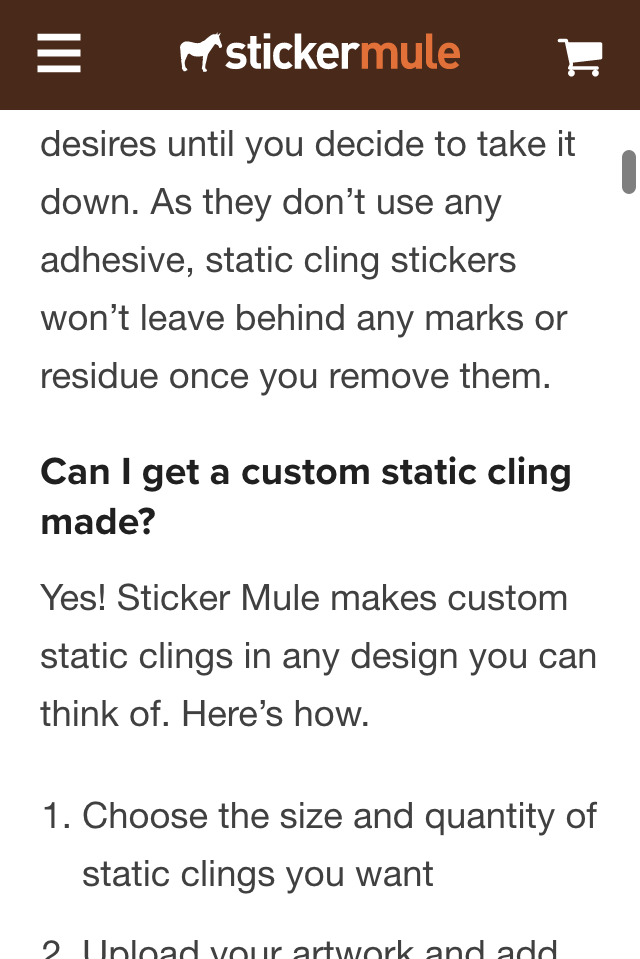 stickermule
desires until you decide to take it
down. As they don’t use any
adhesive, static cling stickers
won’t leave behind any marks or
residue once you remove them.
Can I get a custom static cling
made?
Yes! Sticker Mule makes custom
static clings in any design you can
think of. Here’s how.
1. Choose the size and quantity of
static clings you want
2. Upload your artwork and add